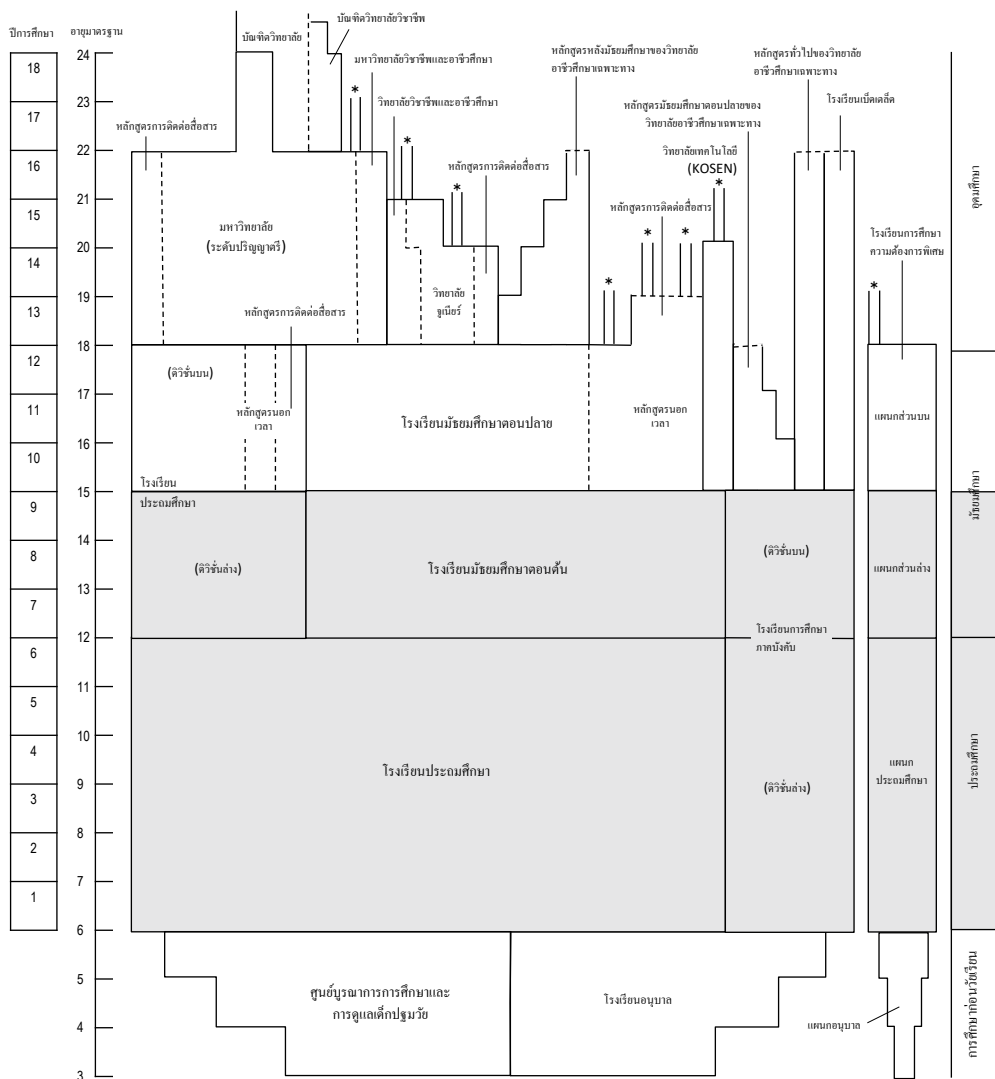 ปีการศึกษา
อายุมาตรฐาน
บัณฑิตวิทยาลัย
บัณฑิตวิทยาลัยวิชาชีพ
มหาวิทยาลัยวิชาชีพและอาชีวศึกษา
หลักสูตรหลังมัธยมศึกษาของวิทยาลัย
อาชีวศึกษาเฉพาะทาง
หลักสูตรทั่วไปของวิทยาลัย
อาชีวศึกษาเฉพาะทาง
18
24
วิทยาลัยวิชาชีพและอาชีวศึกษา
หลักสูตรมัธยมศึกษาตอนปลายของ
วิทยาลัยอาชีวศึกษาเฉพาะทาง
โรงเรียนเบ็ดเตล็ด
17
23
*
หลักสูตรการติดต่อสื่อสาร
วิทยาลัยเทคโนโลยี
(KOSEN)
16
22
*
หลักสูตรการติดต่อสื่อสาร
*
*
อุดมศึกษา
15
21
หลักสูตรการติดต่อสื่อสาร
มหาวิทยาลัย
(ระดับปริญญาตรี)
*
*
โรงเรียนการศึกษา
ความต้องการพิเศษ
14
20
วิทยาลัย
จูเนียร์
*
*
13
19
หลักสูตรการติดต่อสื่อสาร
12
18
(ดิวิชั่นบน)
11
17
หลักสูตรนอก
เวลา
โรงเรียนมัธยมศึกษาตอนปลาย
หลักสูตรนอก
เวลา
แผนกส่วนบน
10
16
โรงเรียน
ประถมศึกษา
มัธยมศึกษา
9
15
8
14
(ดิวิชั่นล่าง)
โรงเรียนมัธยมศึกษาตอนต้น
(ดิวิชั่นบน)
แผนกส่วนล่าง
7
13
โรงเรียนการศึกษา
ภาคบังคับ
6
12
5
11
4
10
โรงเรียนประถมศึกษา
(ดิวิชั่นล่าง)
แผนก
ประถมศึกษา
ประถมศึกษา
3
9
2
8
1
7
6
5
ศูนย์บูรณาการการศึกษาและ
การดูแลเด็กปฐมวัย
โรงเรียนอนุบาล
แผนกอนุบาล
การศึกษาก่อนวัยเรียน
4
3